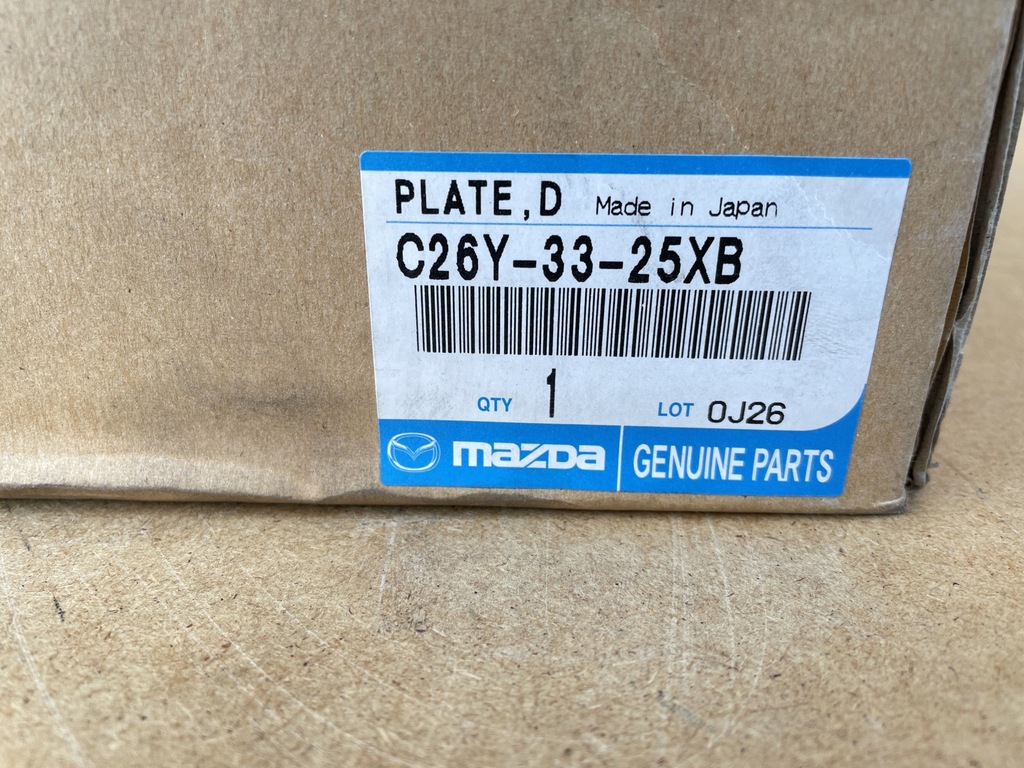 PLATE,D Made in Japan
C26Y-33-25XB
QTY 1 LOT 0J26
mazda GENUINE PARTS